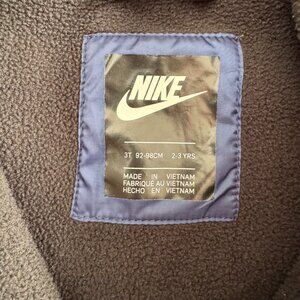 NIKE
3T 92-98CM 2-3 YRS
MADE IN VIETNAM
FABRIQUÉ AU VIETNAM
HECHO EN VIETNAM